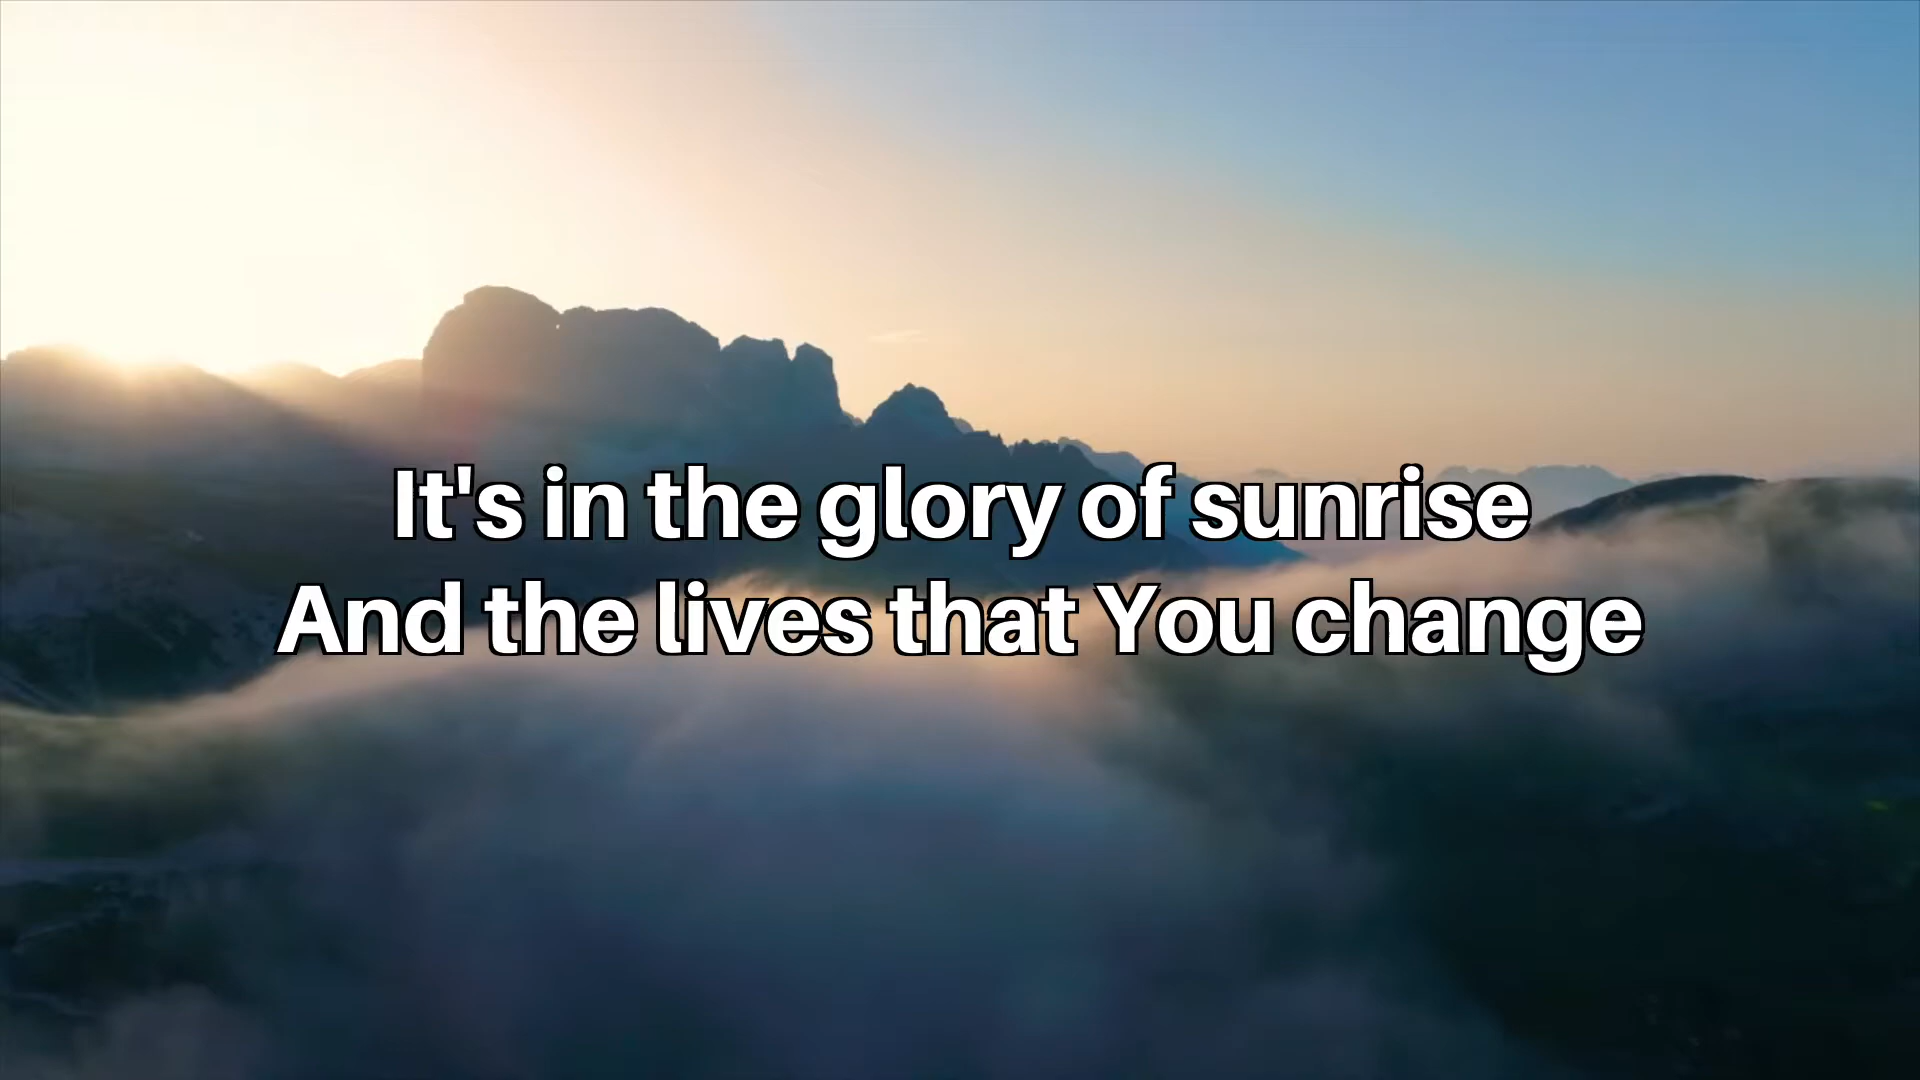 It's in the glory of sunrise
And the lives that You change